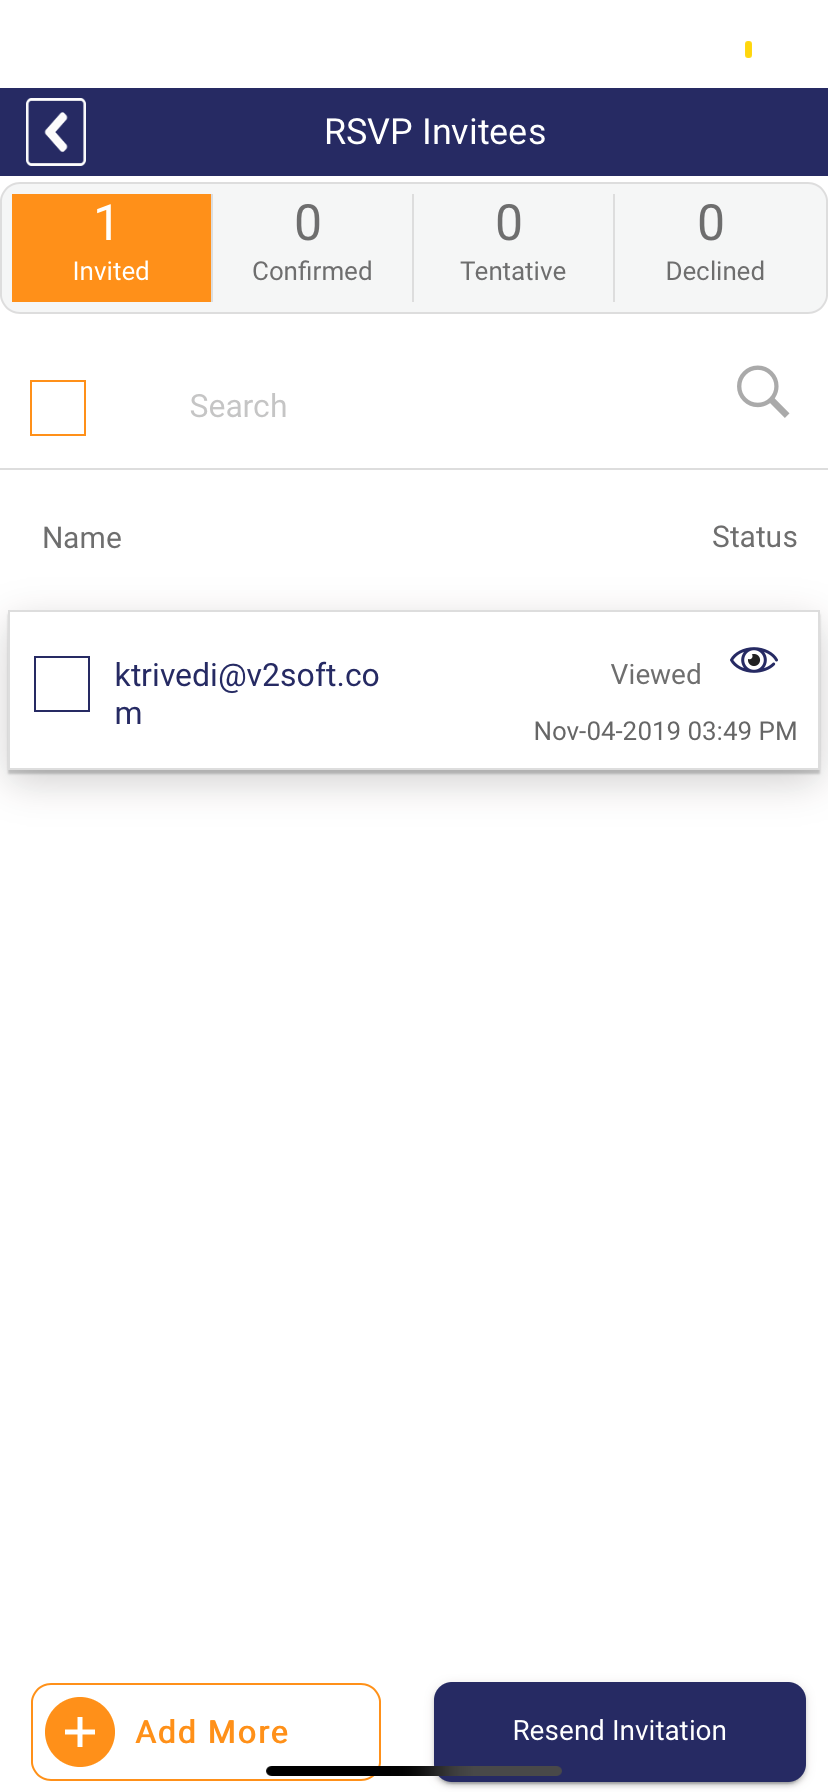 RSVP Invitees
1 0 0 0
Invited Confirmed Tentative Declined
Search
Name Status
ktrivedi@v2soft.co
m
Viewed
Nov-04-2019 03:49 PM
Add More
Resend Invitation